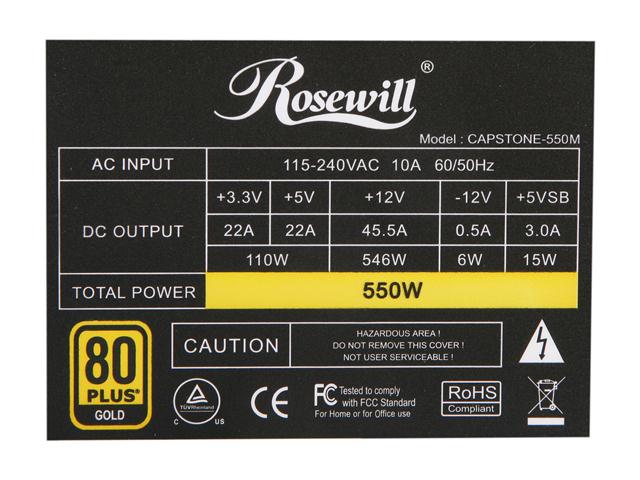 Rosewill ®
Model : CAPSTONE-550M
AC INPUT 115-240VAC 10A 60/50Hz
DC OUTPUT +3.3V +5V +12V -12V +5VSB
22A 22A 45.5A 0.5A 3.0A
110W 546W 6W 15W
TOTAL POWER 550W
80
PLUS®
GOLD
CAUTION
HAZARDOUS AREA !
DO NOT REMOVE THIS COVER !
NOT USER SERVICEABLE !
TÜVRheinland
C US
CE
FC Tested to comply
with FCC Standard
For Home or for Office use
RoHS
Compliant